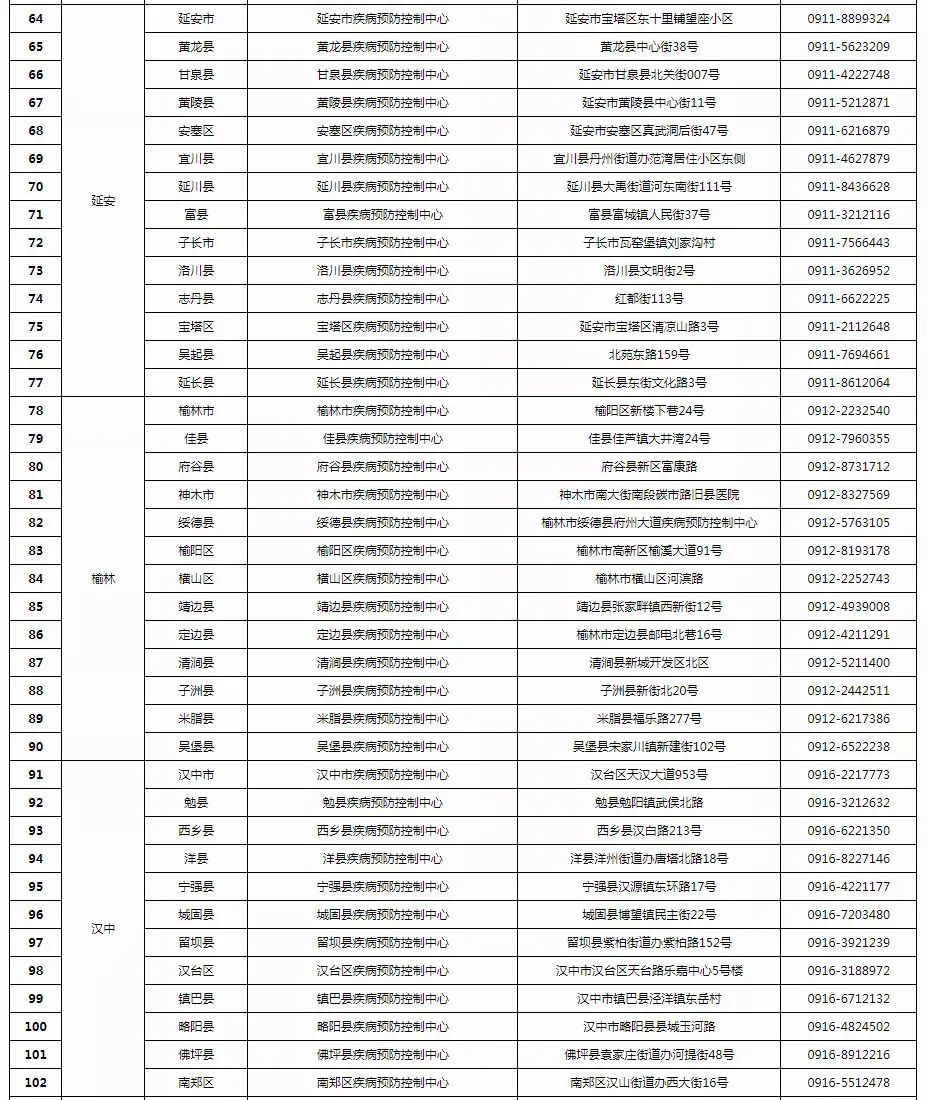 64 延安市 延安市疾病预防控制中心 延安市宝塔区东十里铺望座小区 0911-8899324
65 黄龙县 黄龙县疾病预防控制中心 黄龙县中心街38号 0911-5623209
66 甘泉县 甘泉县疾病预防控制中心 延安市甘泉县北关街007号 0911-4222748
67 黄陵县 黄陵县疾病预防控制中心 延安市黄陵县中心街11号 0911-5212871
68 安塞区 安塞区疾病预防控制中心 延安市安塞区真武洞后街47号 0911-6216879
69 宜川县 宜川县疾病预防控制中心 宜川县丹州街道办范湾居住小区东侧 0911-4627879
70 延川县 延川县疾病预防控制中心 延川县大禹街道河东南街111号 0911-8436628
延安
71 富县 富县疾病预防控制中心 富县富城镇人民街37号 0911-3212116
72 子长市 子长市疾病预防控制中心 子长市瓦窑堡镇刘家沟村 0911-7566443
73 洛川县 洛川县疾病预防控制中心 洛川县文明街2号 0911-3626952
74 志丹县 志丹县疾病预防控制中心 红都街113号 0911-6622225
75 宝塔区 宝塔区疾病预防控制中心 延安市宝塔区清凉山路3号 0911-2112648
76 吴起县 吴起县疾病预防控制中心 北苑东路159号 0911-7694661
77 延长县 延长县疾病预防控制中心 延长县东街文化路3号 0911-8612064
78 榆林市 榆林市疾病预防控制中心 榆阳区新楼下巷24号 0912-2232540
79 佳县 佳县疾病预防控制中心 佳县佳芦镇大井湾24号 0912-7960355
80 府谷县 府谷县疾病预防控制中心 府谷县新区富康路 0912-8731712
81 神木市 神木市疾病预防控制中心 神木市南大街南段碳市路旧县医院 0912-8327569
82 绥德县 绥德县疾病预防控制中心 榆林市绥德县府州大道疾病预防控制中心 0912-5763105
83 榆阳区 榆阳区疾病预防控制中心 榆林市高新区榆溪大道91号 0912-8193178
84 榆林 横山区 横山区疾病预防控制中心 榆林市横山区河滨路 0912-2252743
85 靖边县 靖边县疾病预防控制中心 靖边县张家畔镇西新街12号 0912-4939008
86 定边县 定边县疾病预防控制中心 榆林市定边县邮电北巷16号 0912-4211291
87 清涧县 清涧县疾病预防控制中心 清涧县新城开发区北区 0912-5211400
88 子洲县 子洲县疾病预防控制中心 子洲县新街北20号 0912-2442511
89 米脂县 米脂县疾病预防控制中心 米脂县福乐路277号 0912-6217386
90 吴堡县 吴堡县疾病预防控制中心 吴堡县宋家川镇新建街102号 0912-6522238
91 汉中市 汉中市疾病预防控制中心 汉台区天汉大道953号 0916-2217773
92 勉县 勉县疾病预防控制中心 勉县勉阳镇武侯北路 0916-3212632
93 西乡县 西乡县疾病预防控制中心 西乡县汉白路213号 0916-6221350
94 洋县 洋县疾病预防控制中心 洋县洋州街道办唐塔北路18号 0916-8227146
95 宁强县 宁强县疾病预防控制中心 宁强县汉源镇东环路17号 0916-4221177
96 城固县 城固县疾病预防控制中心 城固县博望镇民主街22号 0916-7203480
汉中
97 留坝县 留坝县疾病预防控制中心 留坝县紫柏街道办紫柏路152号 0916-3921239
98 汉台区 汉台区疾病预防控制中心 汉中市汉台区天台路乐嘉中心5号楼 0916-3188972
99 镇巴县 镇巴县疾病预防控制中心 汉中市镇巴县泾洋镇东岳村 0916-6712132
100 略阳县 略阳县疾病预防控制中心 汉中市略阳县县城玉河路 0916-4824502
101 佛坪县 佛坪县疾病预防控制中心 佛坪县袁家庄街道办河提街48号 0916-8912216
102 南郑区 南郑区疾病预防控制中心 南郑区汉山街道办西大街16号 0916-5512478